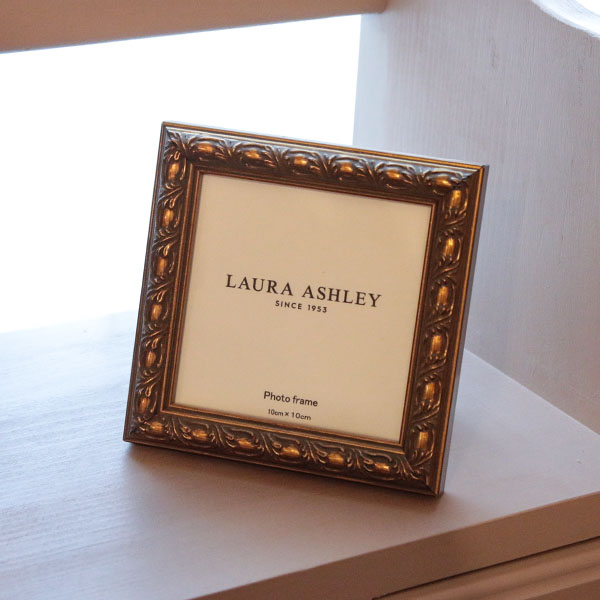 LAURA ASHLEY
SINCE 1953
Photo frame
10cm × 10cm